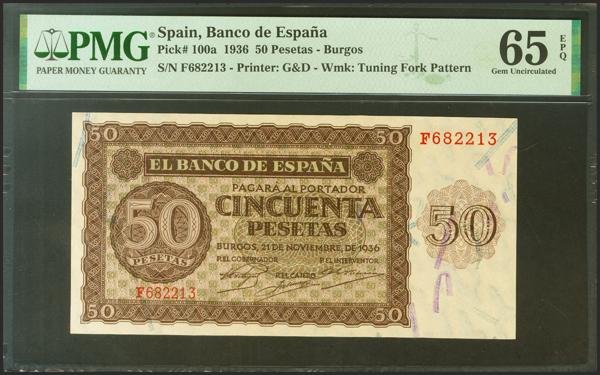 PMG
PAPER MONEY GUARANTY
Spain, Banco de España
Pick# 100a 1936 50 Pesetas - Burgos
S/N F682213 - Printer: G&D - Wmk: Tuning Fork Pattern
65 EPQ
Gem Uncirculated
50
50
F682213
EL BANCO DE ESPAÑA
PAGARÁ AL PORTADOR
CINCUENTA
PESETAS
BURGOS, 21 DE NOVIEMBRE, DE 1936
P.EL GOBERNADOR
P.EL INTERVENTOR
P.EL CAJERO
50
PESETAS
50
F682213
50
50